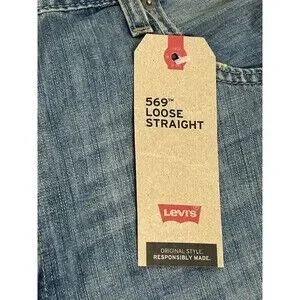 569™
LOOSE
STRAIGHT
Levi's
ORIGINAL STYLE.
RESPONSIBLY MADE.